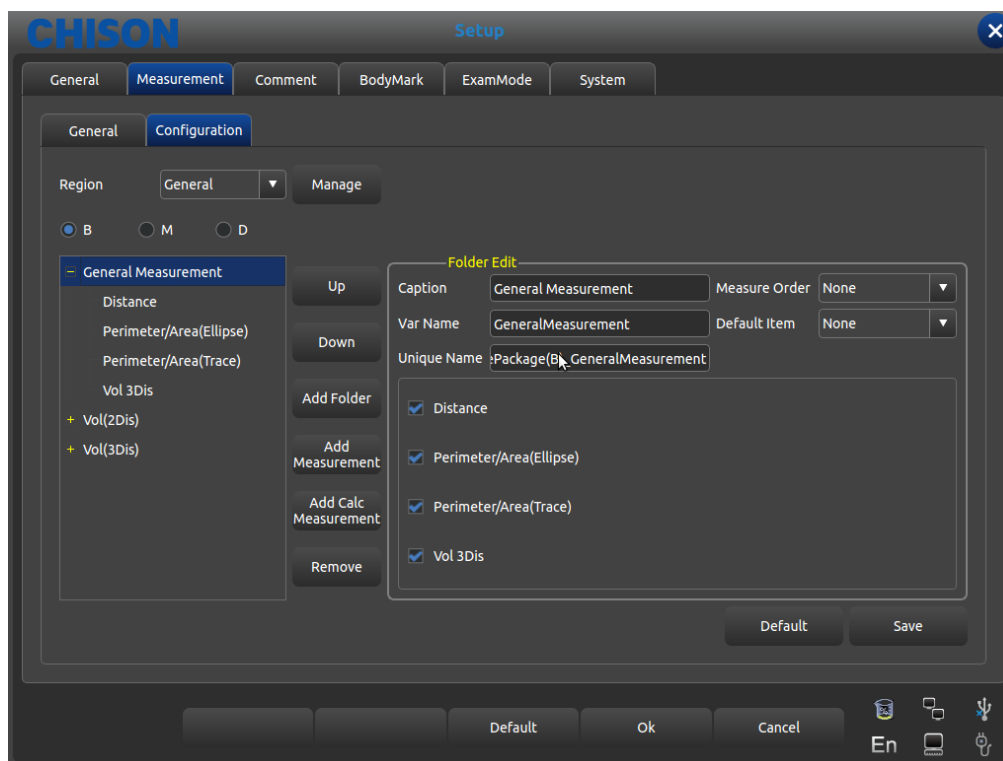 CHISON
Setup
General Measurement Comment BodyMark ExamMode System
General Configuration
Region General Manage
B M D
General Measurement
Distance
Perimeter/Area(Ellipse)
Perimeter/Area(Trace)
Vol 3Dis
+ Vol(2Dis)
+ Vol(3Dis)
Up
Down
Add Folder
Add
Measurement
Add Calc
Measurement
Remove
Folder Edit
Caption General Measurement Measure Order None
Var Name GeneralMeasurement Default Item None
Unique Name ePackage(B)_GeneralMeasurement
Distance
Perimeter/Area(Ellipse)
Perimeter/Area(Trace)
Vol 3Dis
Default Save
Default Ok Cancel
En